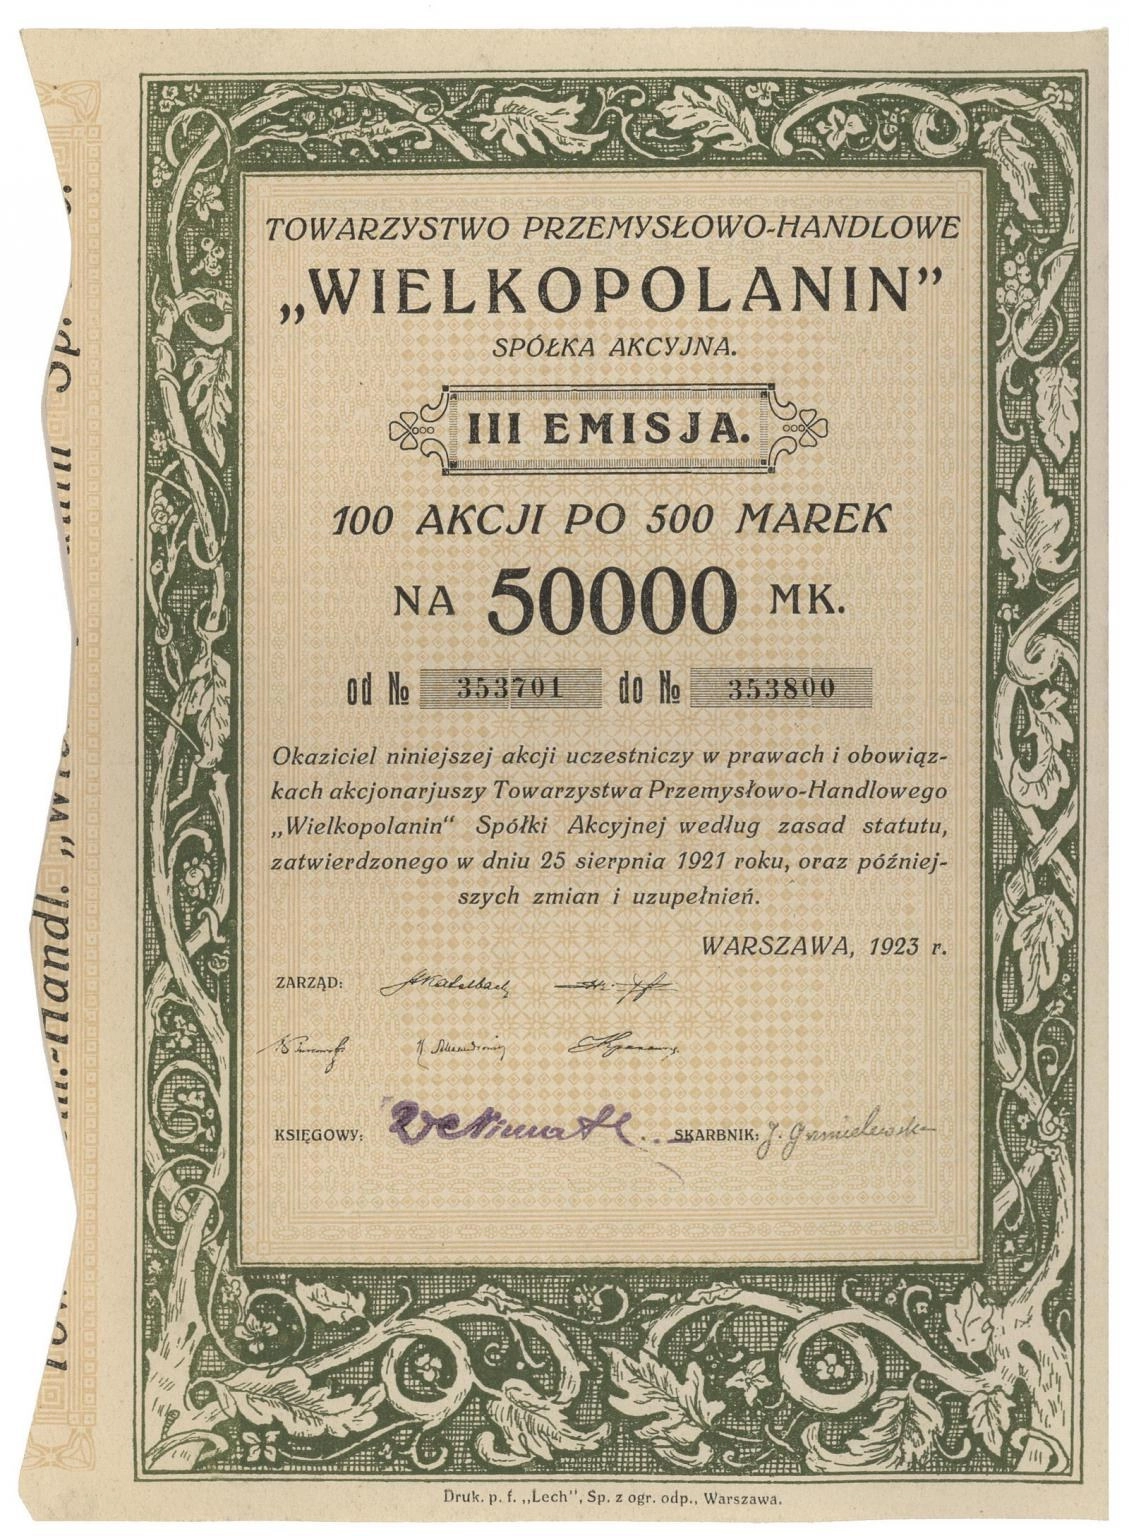 TOWARZYSTWO PRZEMYSŁOWO-HANDLOWE
„WIELKOPOLANIN”
SPÓŁKA AKCYJNA.
III EMISJA.
100 AKCJI PO 500 MAREK
NA 50000 MK.
od № 353701 do № 353800
Okaziciel niniejszej akcji uczestniczy w prawach i obowiąz-
kach akcjonarjuszy Towarzystwa Przemysłowo-Handlowego
„Wielkopolanin“ Spółki Akcyjnej według zasad statutu,
zatwierdzonego w dniu 25 sierpnia 1921 roku, oraz później-
szych zmian i uzupełnień.
WARSZAWA, 1923 r.
ZARZĄD:
KSIĘGOWY: SKARBNIK:
Druk. p. f. „Lech”, Sp. z ogr. odp., Warszawa.